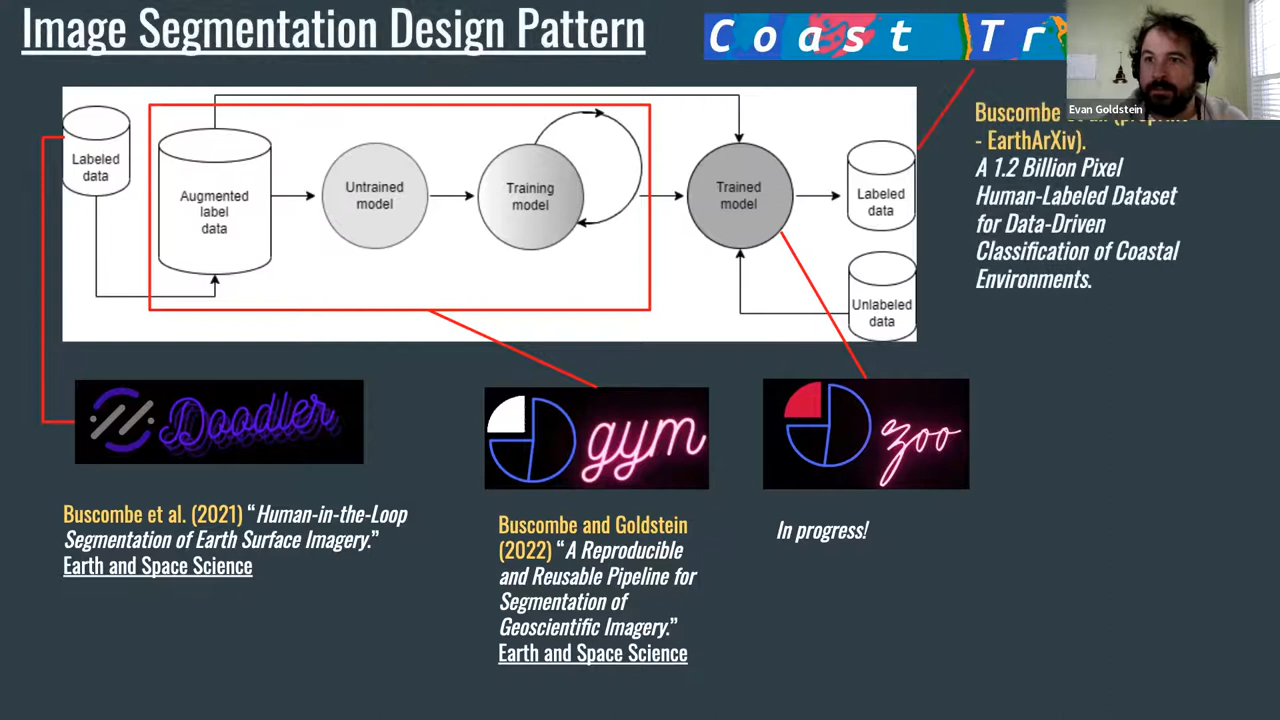 Image Segmentation Design Pattern
Coast Tr
Evan Goldstein
Labeled
data
Augmented
label
data
Untrained
model
Training
model
Trained
model
Labeled
data
Unlabeled
data
Buscombe
- EarthArXiv).
A 1.2 Billion Pixel
Human-Labeled Dataset
for Data-Driven
Classification of Coastal
Environments.
Doodler
gym
zoo
Buscombe et al. (2021) “Human-in-the-Loop
Segmentation of Earth Surface Imagery.”
Earth and Space Science
Buscombe and Goldstein
(2022) “A Reproducible
and Reusable Pipeline for
Segmentation of
Geoscientific Imagery.”
Earth and Space Science
In progress!